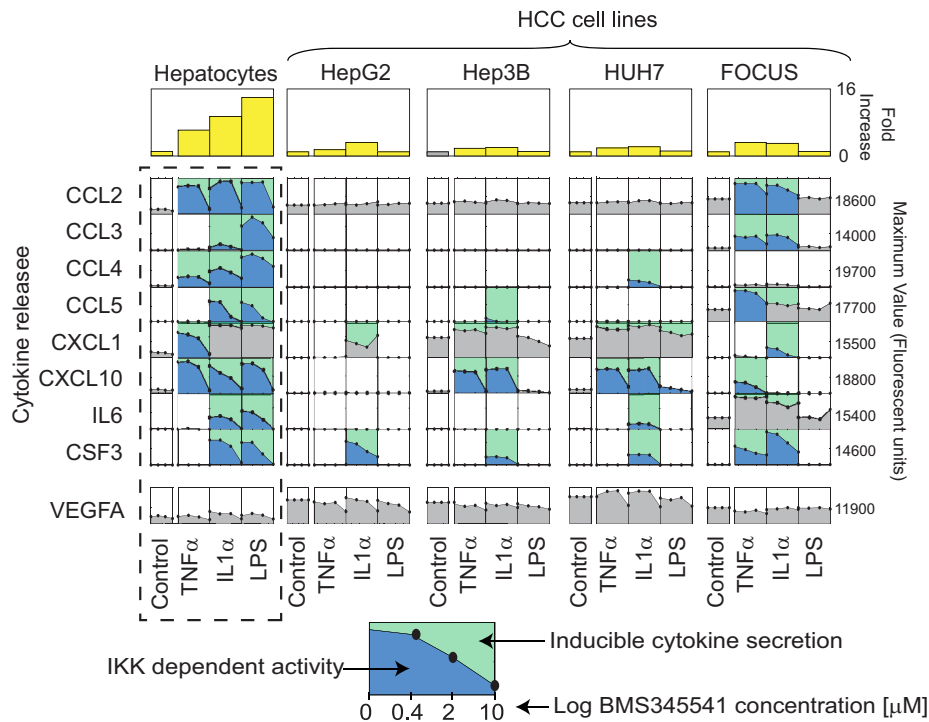 HCC cell lines
Hepatocytes HepG2 Hep3B HUH7 FOCUS
16
0
Fold Increase
Cytokine releasee
CCL2 18600
CCL3 14000
CCL4 19700
CCL5 17700
CXCL1 15500
CXCL10 18800
IL6 15400
CSF3 14600
VEGFA 11900
Maximum Value (Fluorescent units)
Control TNFα IL1α LPS Control TNFα IL1α LPS Control TNFα IL1α LPS Control TNFα IL1α LPS Control TNFα IL1α LPS
Inducible cytokine secretion
IKK dependent activity
0 0.4 2 10
Log BMS345541 concentration [μM]